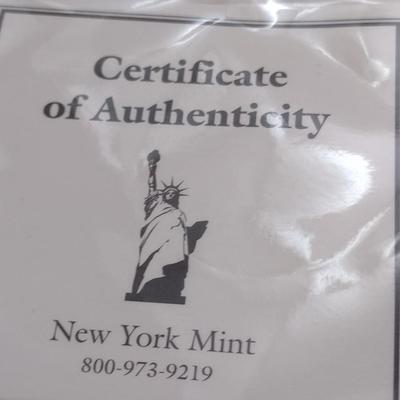 Certificate
of Authenticity
New York Mint
800-973-9219